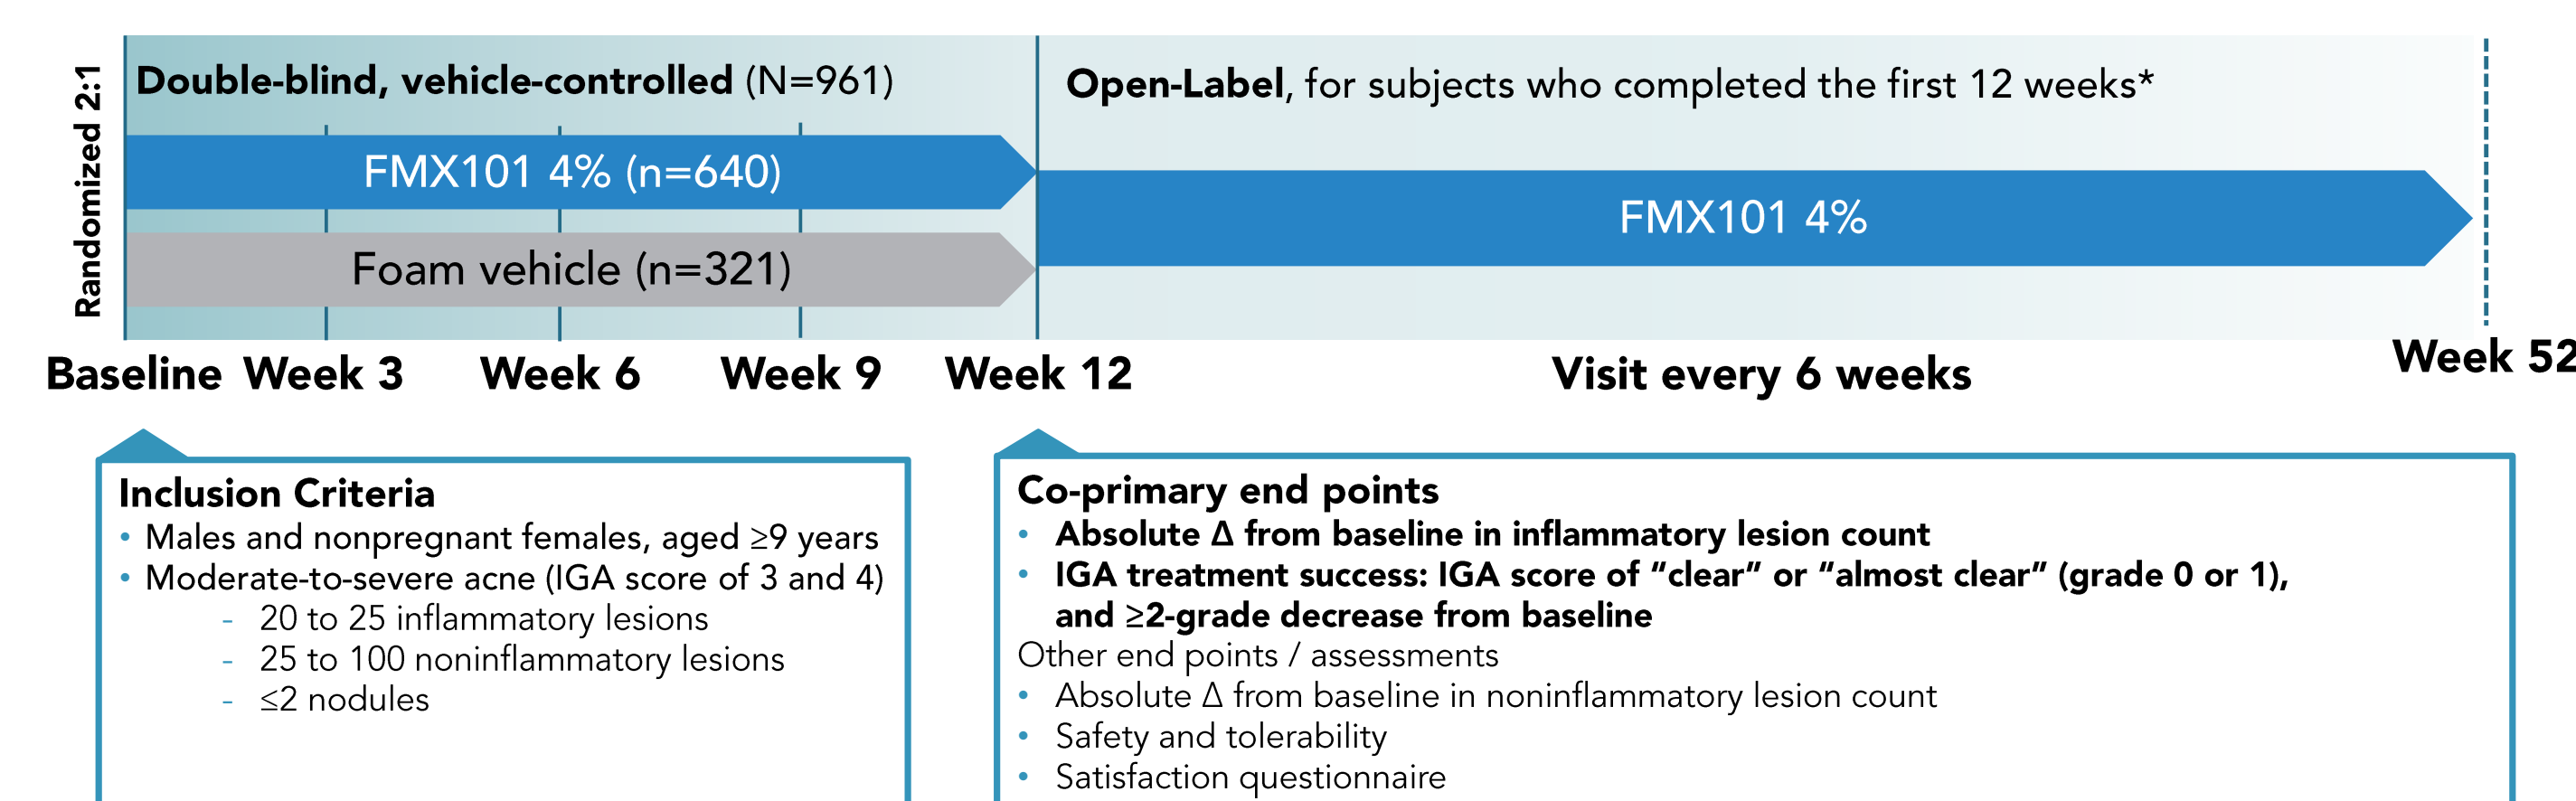 Randomized 2:1
Double-blind, vehicle-controlled (N=961)
Open-Label, for subjects who completed the first 12 weeks*
FMX101 4% (n=640)
FMX101 4%
Foam vehicle (n=321)
Baseline Week 3 Week 6 Week 9 Week 12 Visit every 6 weeks Week 52
Inclusion Criteria
• Males and nonpregnant females, aged ≥9 years
• Moderate-to-severe acne (IGA score of 3 and 4)
- 20 to 25 inflammatory lesions
- 25 to 100 noninflammatory lesions
- ≤2 nodules
Co-primary end points
• Absolute Δ from baseline in inflammatory lesion count
• IGA treatment success: IGA score of “clear” or “almost clear” (grade 0 or 1),
and ≥2-grade decrease from baseline
Other end points / assessments
• Absolute Δ from baseline in noninflammatory lesion count
• Safety and tolerability
• Satisfaction questionnaire